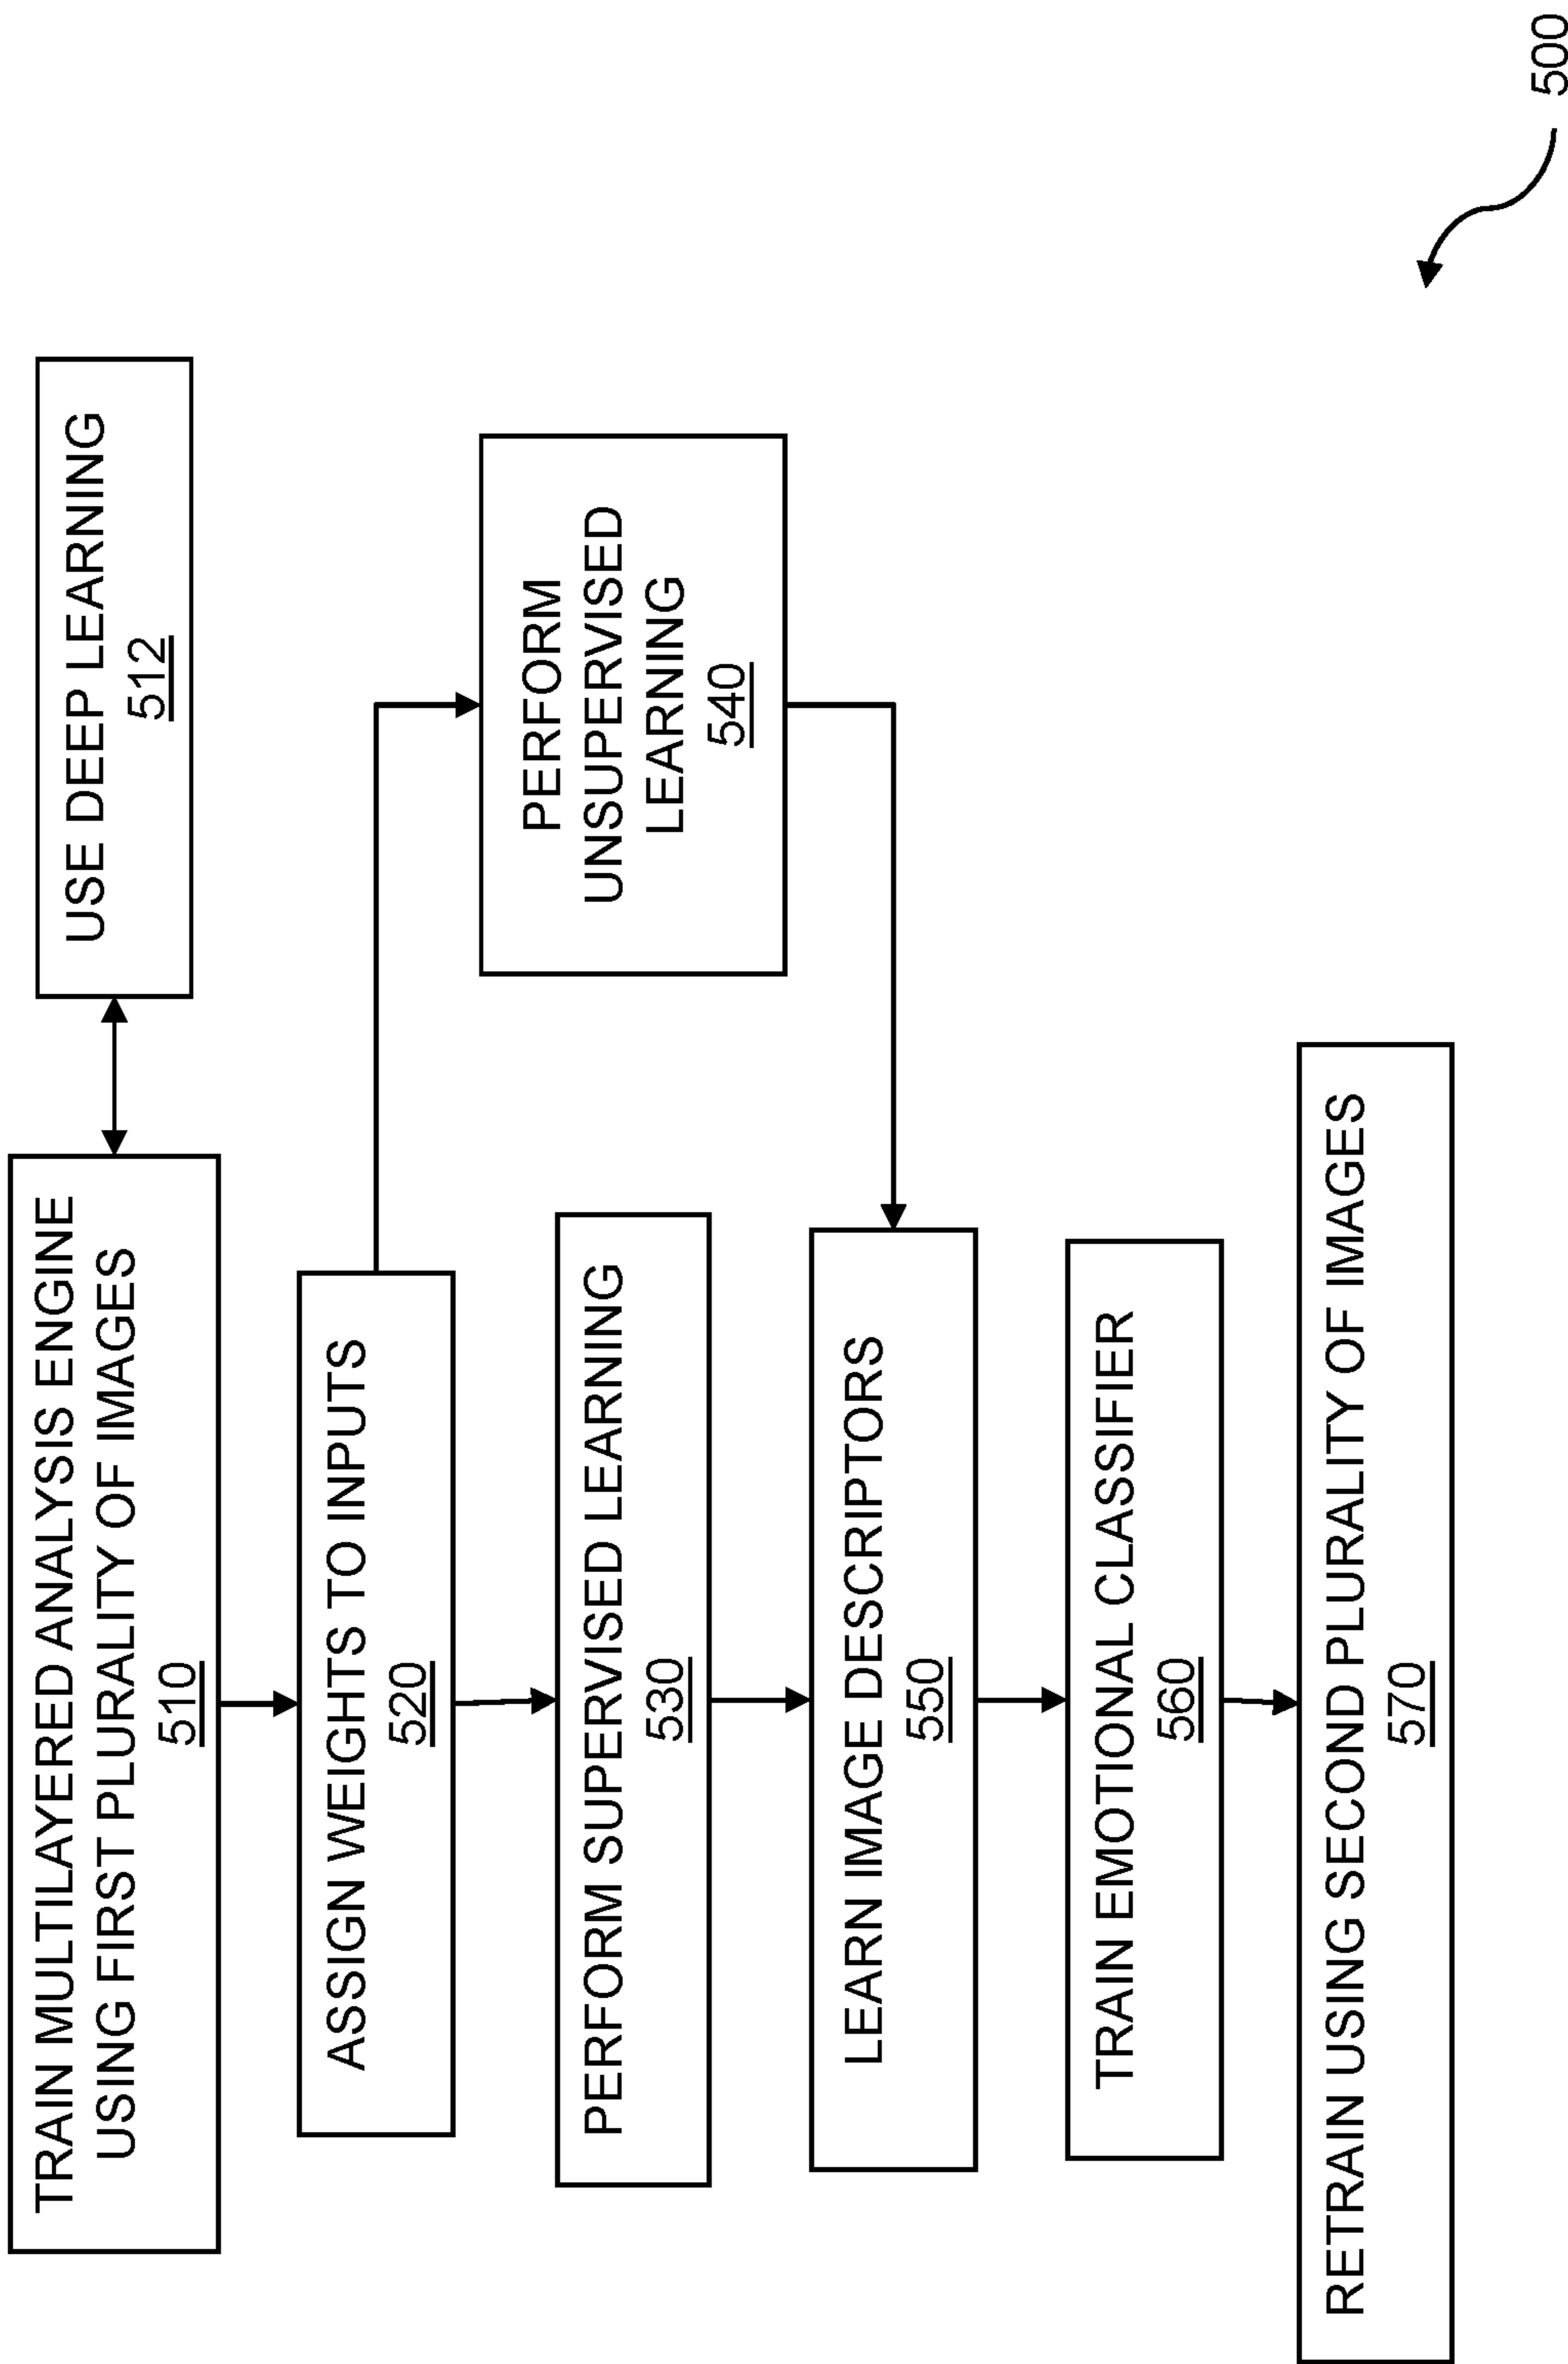 TRAIN MULTILAYERED ANALYSIS ENGINE
USING FIRST PLURALITY OF IMAGES
510
USE DEEP LEARNING
512
ASSIGN WEIGHTS TO INPUTS
520
PERFORM SUPERVISED LEARNING
530
PERFORM
UNSUPERVISED
LEARNING
540
LEARN IMAGE DESCRIPTORS
550
TRAIN EMOTIONAL CLASSIFIER
560
RETRAIN USING SECOND PLURALITY OF IMAGES
570
500